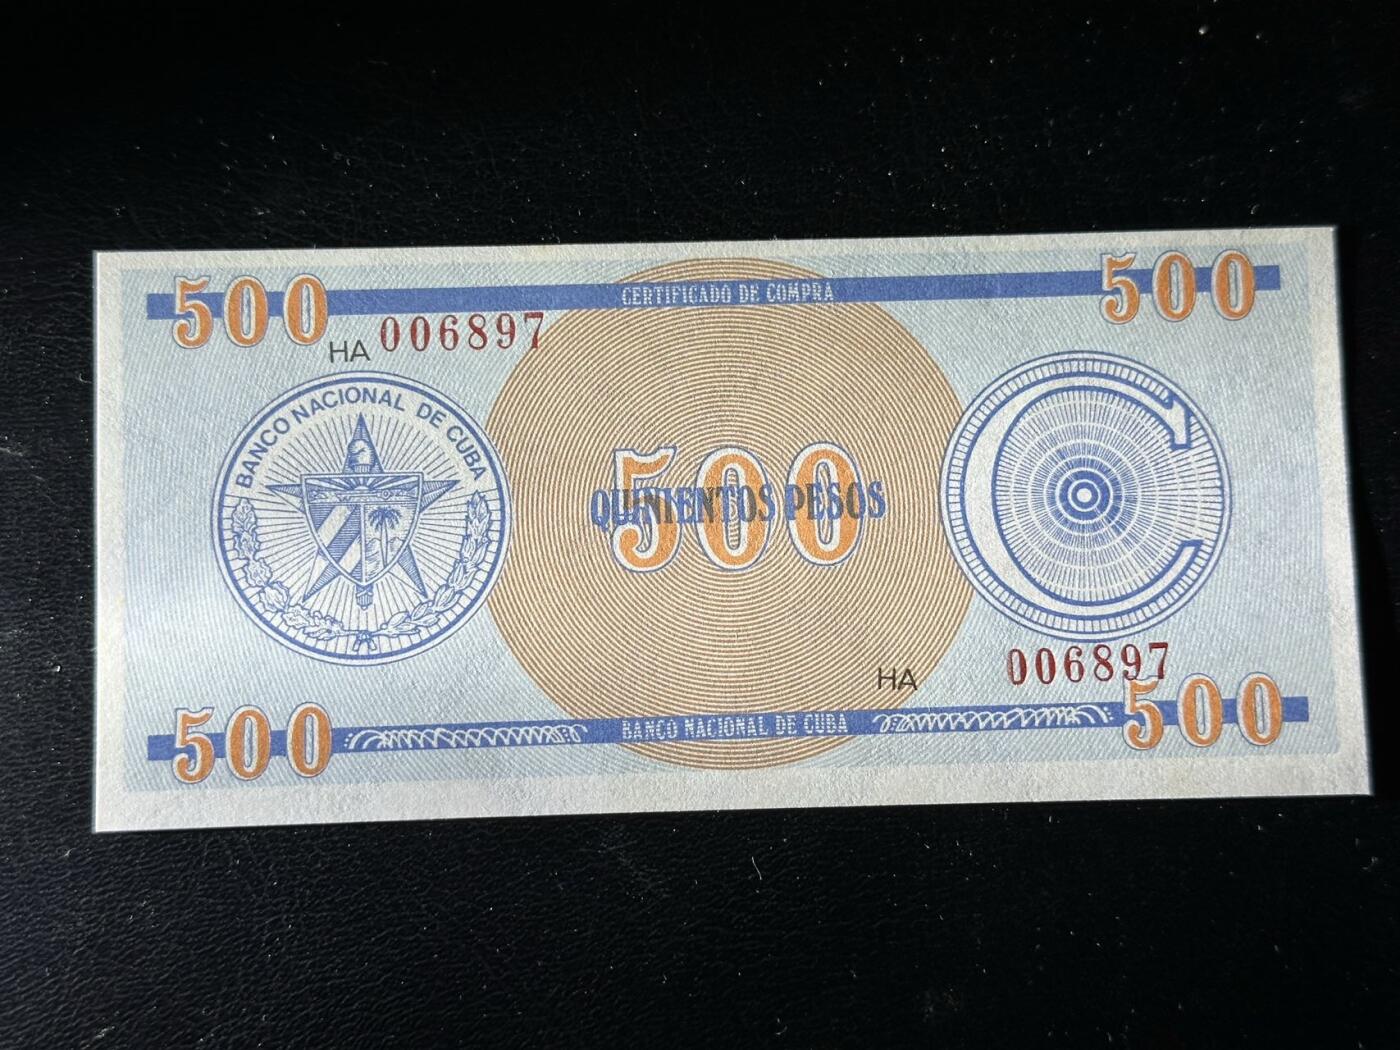 500
CERTIFICADO DE COMPRA
500
HA 006897
BANCO NACIONAL DE CUBA
500
QUINIENTOS PESOS
C
HA 006897
500
BANCO NACIONAL DE CUBA
500